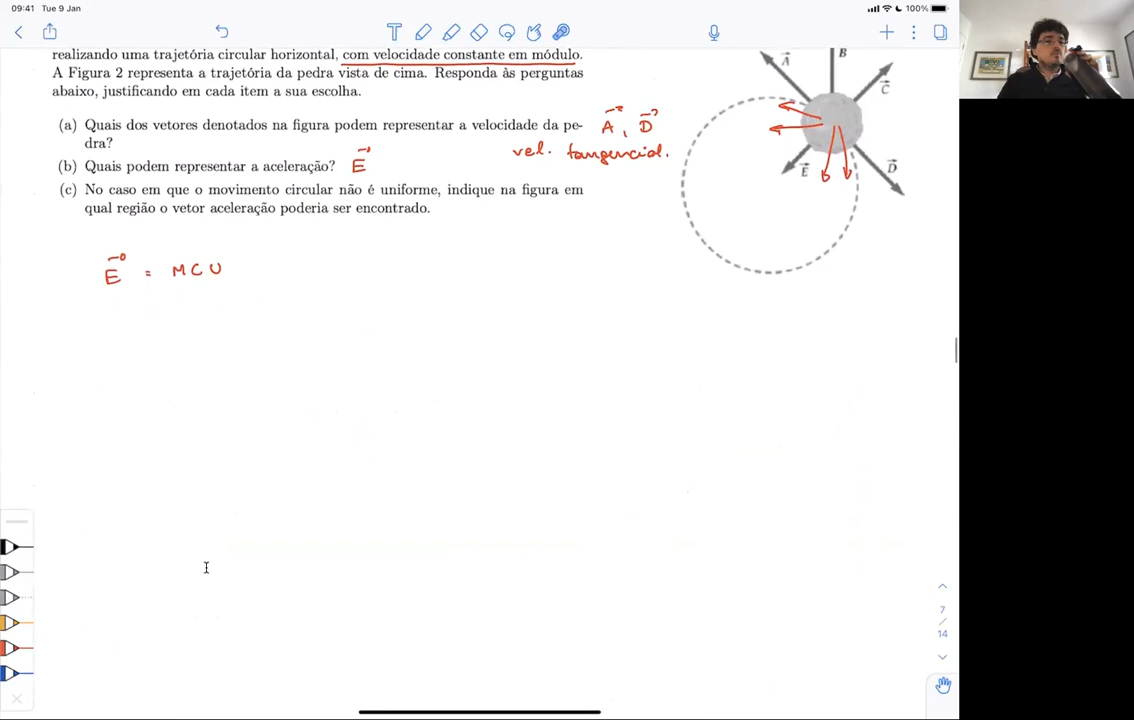 09:41 Tue 9 Jan
100%
realizando uma trajetória circular horizontal, com velocidade constante em módulo.
A Figura 2 representa a trajetória da pedra vista de cima. Responda às perguntas
abaixo, justificando em cada item a sua escolha.
(a) Quais dos vetores denotados na figura podem representar a velocidade da pe-
dra?
A, D
vel. tangencial.
(b) Quais podem representar a aceleração? E
(c) No caso em que o movimento circular não é uniforme, indique na figura em
qual região o vetor aceleração poderia ser encontrado.
A
B
C
E
D
E = MCU
7
/
14